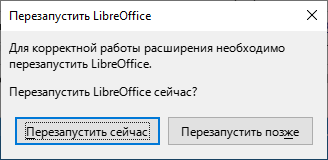 Перезапустить LibreOffice
Для корректной работы расширения необходимо
перезапустить LibreOffice.
Перезапустить LibreOffice сейчас?
Перезапустить сейчас
Перезапустить позже